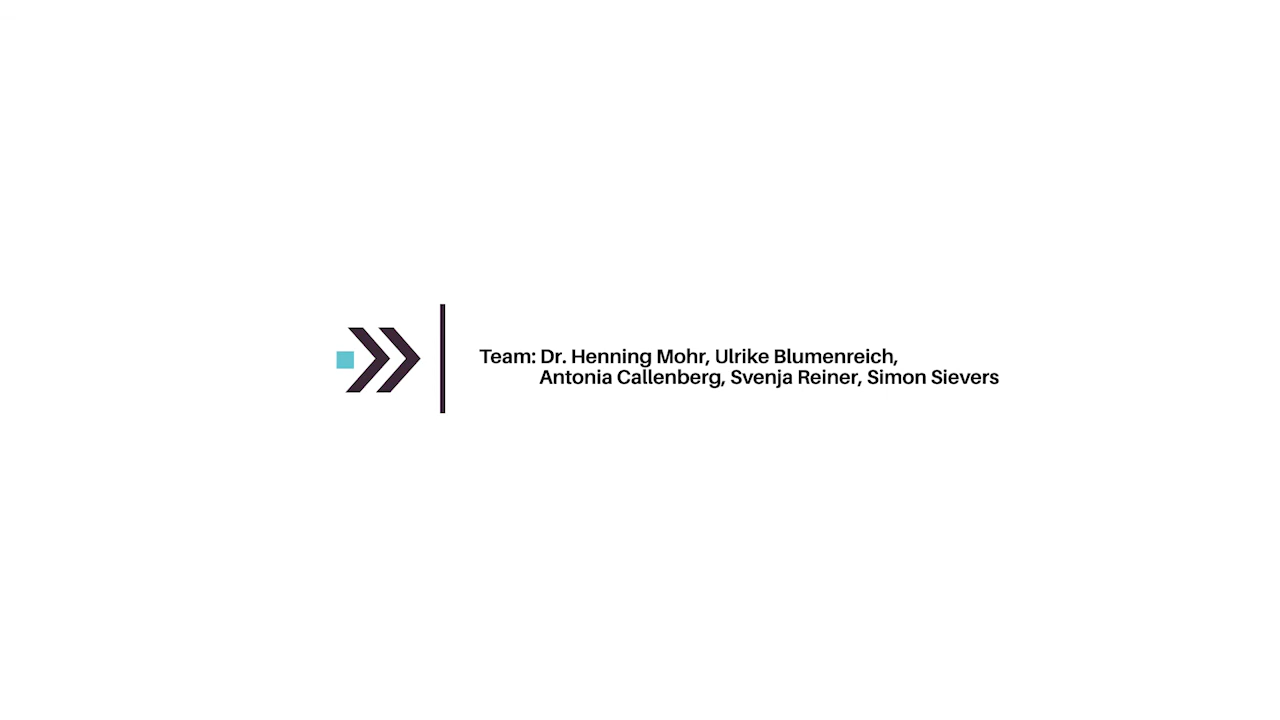 Team: Dr. Henning Mohr, Ulrike Blumenreich,
Antonia Callenberg, Svenja Reiner, Simon Sievers